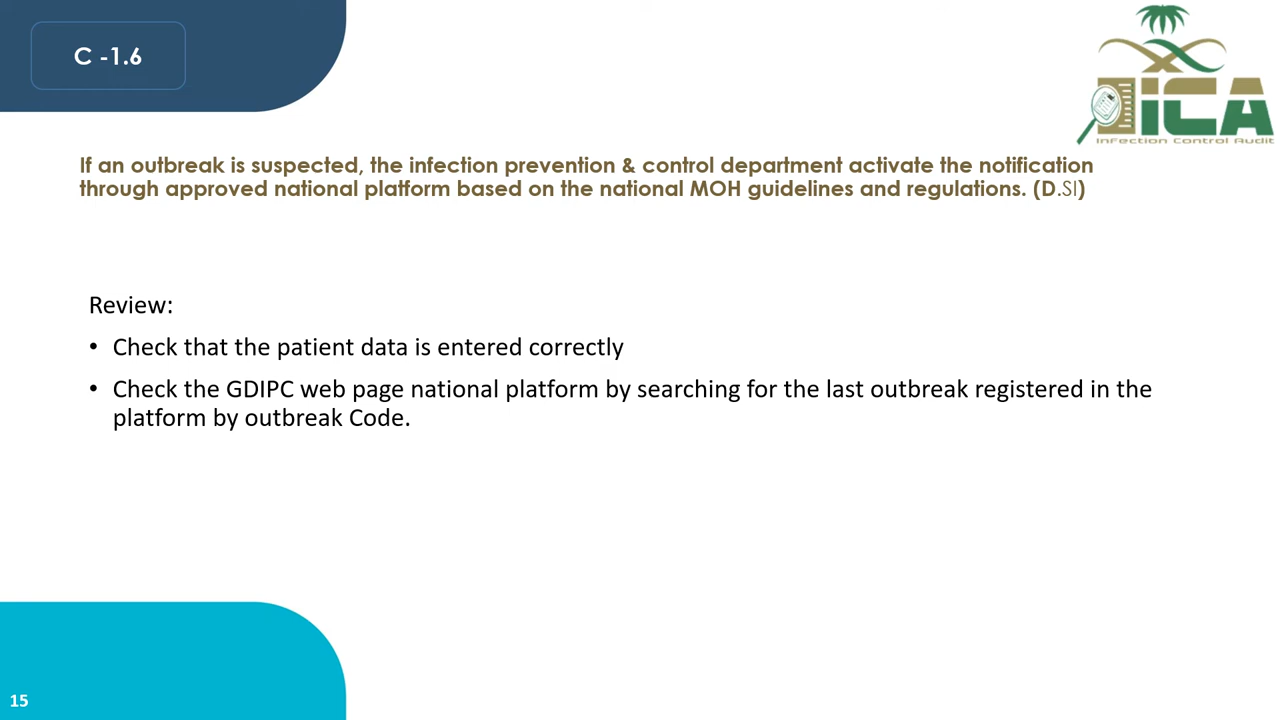 C -1.6
iCA
Infection Control Audit
If an outbreak is suspected, the infection prevention & control department activate the notification
through approved national platform based on the national MOH guidelines and regulations. (D.SI)
Review:
• Check that the patient data is entered correctly
• Check the GDIPC web page national platform by searching for the last outbreak registered in the
platform by outbreak Code.
15